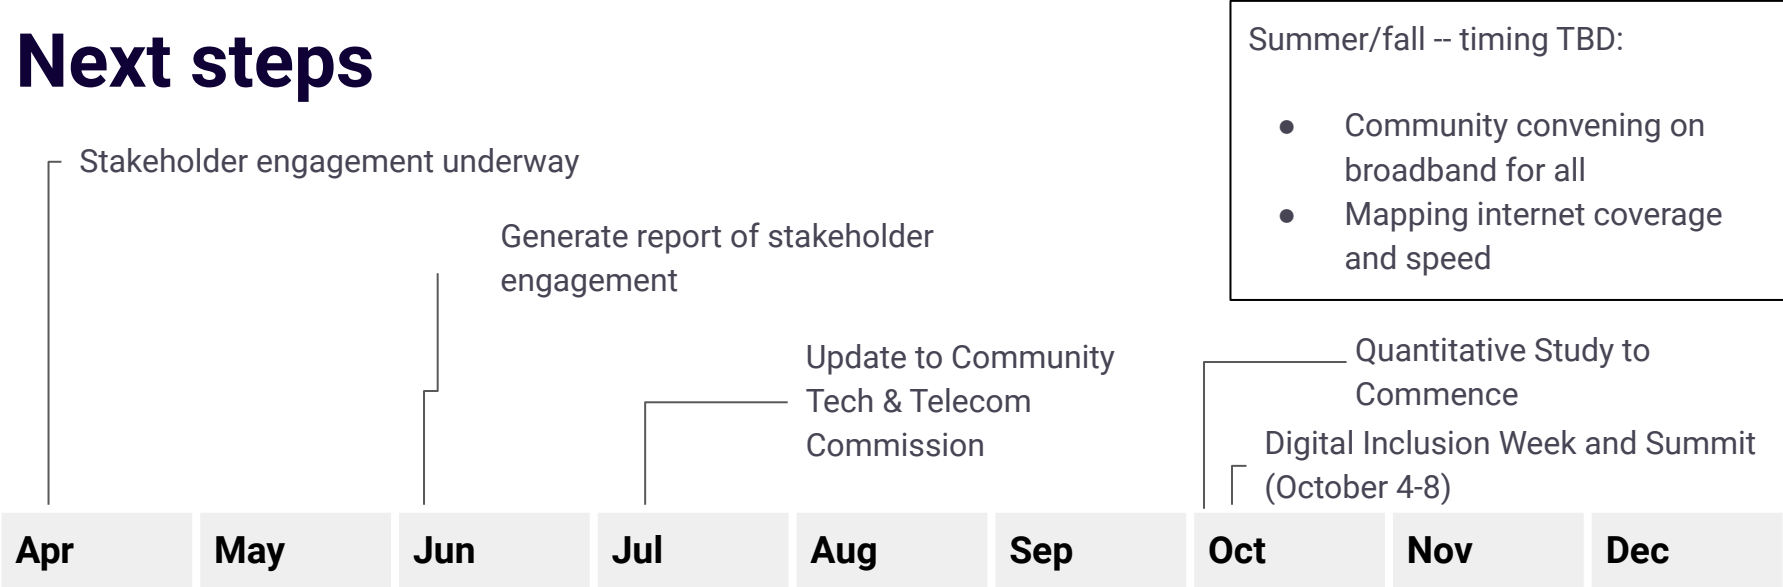 Next steps
Summer/fall -- timing TBD:
● Community convening on
broadband for all
● Mapping internet coverage
and speed
Stakeholder engagement underway
Generate report of stakeholder
engagement
Update to Community
Tech & Telecom
Commission
Quantitative Study to
Commence
Digital Inclusion Week and Summit
(October 4-8)
Apr May Jun Jul Aug Sep Oct Nov Dec